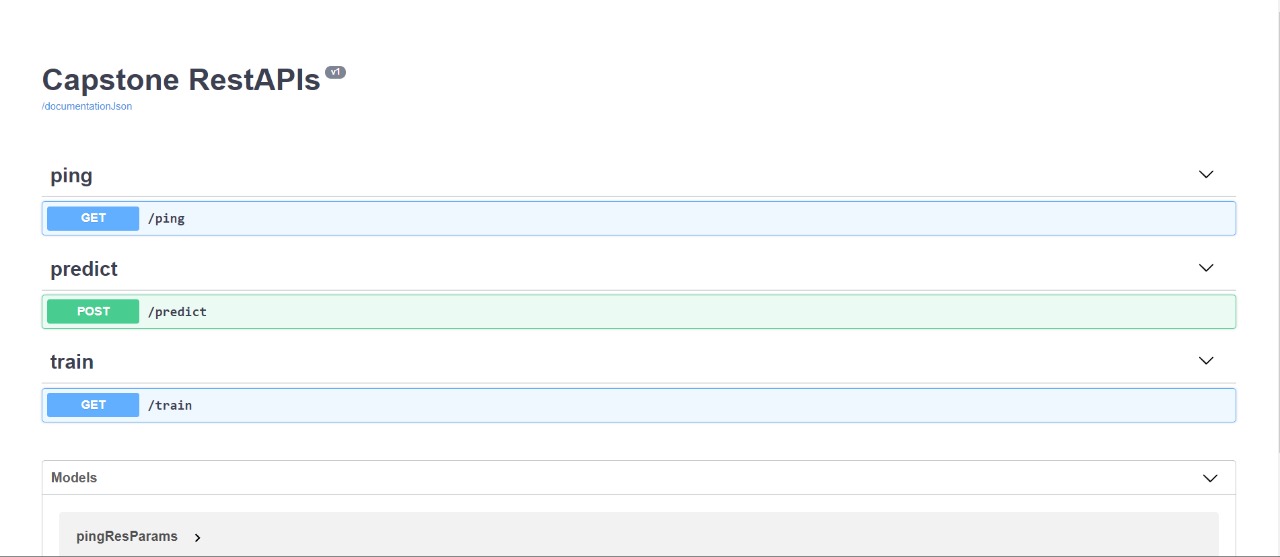 Capstone RestAPIs v1
/documentationJson
ping
GET /ping
predict
POST /predict
train
GET /train
Models
pingResParams